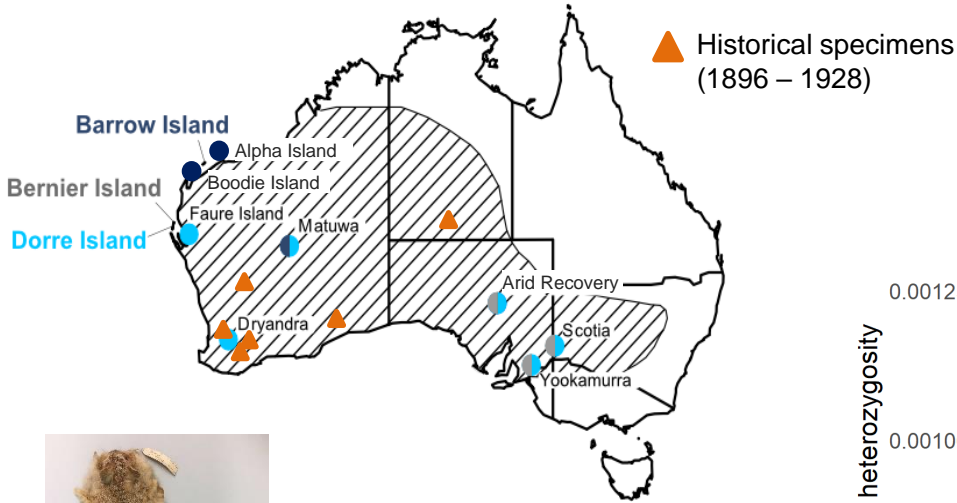 Historical specimens
(1896 – 1928)
Barrow Island
Alpha Island
Boodie Island
Bernier Island
Faure Island
Dorre Island
Matuwa
Arid Recovery
0.0012
Dryandra
Scotia
Yookamurra
heterozygosity
0.0010